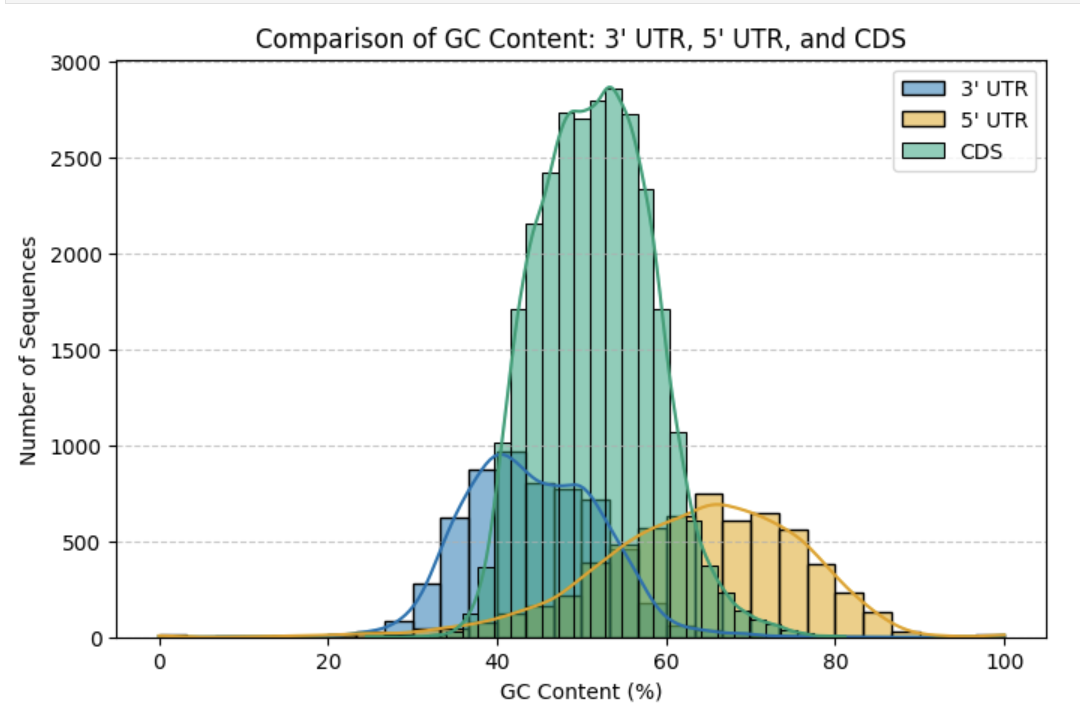 Comparison of GC Content: 3' UTR, 5' UTR, and CDS
3000
2500
2000
1500
1000
500
0
Number of Sequences
3' UTR
5' UTR
CDS
0 20 40 60 80 100
GC Content (%)